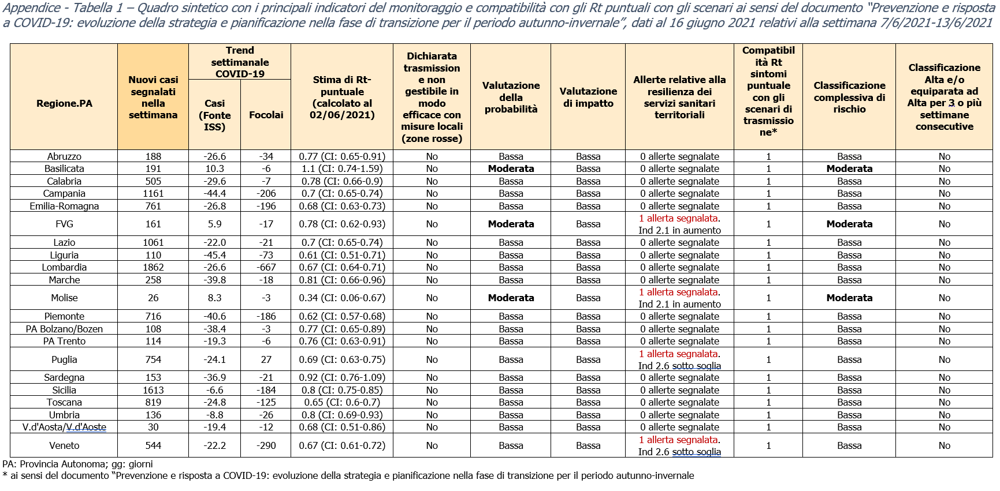 Appendice - Tabella 1 – Quadro sintetico con i principali indicatori del monitoraggio e compatibilità con gli Rt puntuali con gli scenari ai sensi del documento “Prevenzione e risposta
a COVID-19: evoluzione della strategia e pianificazione nella fase di transizione per il periodo autunno-invernale”, dati al 16 giugno 2021 relativi alla settimana 7/6/2021-13/6/2021
Regione.PA
Nuovi casi
segnalati
nella
settimana
Trend
settimanale
COVID-19
Casi
(Fonte
ISS)
Focolai
Stima di Rt-
puntuale
(calcolato al
02/06/2021)
Dichiarata
trasmission
e non
gestibile in
modo
efficace con
misure locali
(zone rosse)
Valutazione
della
probabilità
Valutazione
di impatto
Allerte relative alla
resilienza dei
servizi sanitari
territoriali
Compatibil
ità Rt
sintomi
puntuale
con gli
scenari di
trasmissio
ne*
Classificazione
complessiva di
rischio
Classificazione
Alta e/o
equiparata ad
Alta per 3 o più
settimane
consecutive
Abruzzo 188 -26.6 -34 0.77 (CI: 0.65-0.91) No Bassa Bassa 0 allerte segnalate 1 Bassa No
Basilicata 191 10.3 -6 1.1 (CI: 0.74-1.59) No Moderata Bassa 0 allerte segnalate 1 Moderata No
Calabria 505 -29.6 -7 0.78 (CI: 0.66-0.9) No Bassa Bassa 0 allerte segnalate 1 Bassa No
Campania 1161 -44.4 -206 0.7 (CI: 0.65-0.74) No Bassa Bassa 0 allerte segnalate 1 Bassa No
Emilia-Romagna 761 -26.8 -196 0.68 (CI: 0.63-0.73) No Bassa Bassa 0 allerte segnalate 1 Bassa No
FVG 161 5.9 -17 0.78 (CI: 0.62-0.93) No Moderata Bassa 1 allerta segnalata. Ind 2.1 in aumento 1 Moderata No
Lazio 1061 -22.0 -21 0.7 (CI: 0.65-0.74) No Bassa Bassa 0 allerte segnalate 1 Bassa No
Liguria 110 -45.4 -73 0.61 (CI: 0.51-0.71) No Bassa Bassa 0 allerte segnalate 1 Bassa No
Lombardia 1862 -26.6 -667 0.67 (CI: 0.64-0.71) No Bassa Bassa 0 allerte segnalate 1 Bassa No
Marche 258 -39.8 -18 0.81 (CI: 0.66-0.96) No Bassa Bassa 0 allerte segnalate 1 Bassa No
Molise 26 8.3 -3 0.34 (CI: 0.06-0.67) No Moderata Bassa 1 allerta segnalata. Ind 2.1 in aumento 1 Moderata No
Piemonte 716 -40.6 -186 0.62 (CI: 0.57-0.68) No Bassa Bassa 0 allerte segnalate 1 Bassa No
PA Bolzano/Bozen 108 -38.4 -3 0.77 (CI: 0.65-0.89) No Bassa Bassa 0 allerte segnalate 1 Bassa No
PA Trento 114 -19.3 -6 0.76 (CI: 0.63-0.91) No Bassa Bassa 0 allerte segnalate 1 Bassa No
Puglia 754 -24.1 27 0.69 (CI: 0.63-0.75) No Bassa Bassa 1 allerta segnalata. Ind 2.6 sotto soglia 1 Bassa No
Sardegna 153 -36.9 -21 0.92 (CI: 0.76-1.09) No Bassa Bassa 0 allerte segnalate 1 Bassa No
Sicilia 1613 -6.6 -184 0.8 (CI: 0.75-0.85) No Bassa Bassa 0 allerte segnalate 1 Bassa No
Toscana 819 -24.8 -125 0.65 (CI: 0.6-0.7) No Bassa Bassa 0 allerte segnalate 1 Bassa No
Umbria 136 -8.8 -26 0.8 (CI: 0.69-0.93) No Bassa Bassa 0 allerte segnalate 1 Bassa No
V.d'Aosta/V.d'Aoste 30 -19.4 -12 0.68 (CI: 0.51-0.86) No Bassa Bassa 0 allerte segnalate 1 Bassa No
Veneto 544 -22.2 -290 0.67 (CI: 0.61-0.72) No Bassa Bassa 1 allerta segnalata. Ind 2.6 sotto soglia 1 Bassa No
PA: Provincia Autonoma; gg: giorni
* ai sensi del documento “Prevenzione e risposta a COVID-19: evoluzione della strategia e pianificazione nella fase di transizione per il periodo autunno-invernale